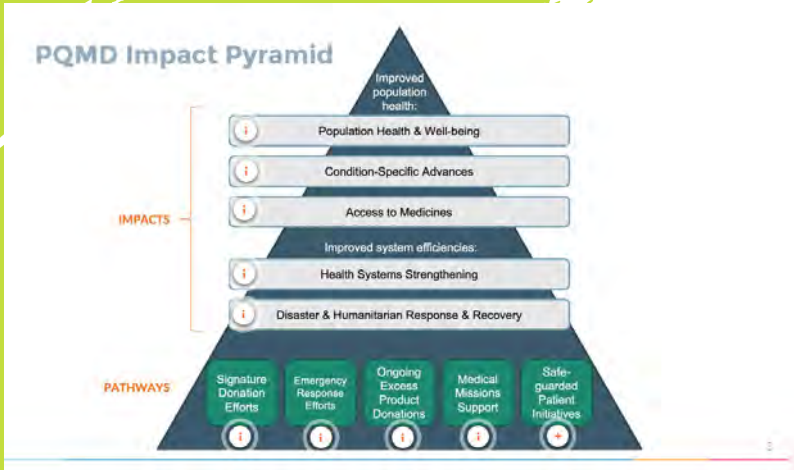 PQMD Impact Pyramid
Improved
population
health:
i
Population Health & Well-being
i
Condition-Specific Advances
i
Access to Medicines
IMPACTS
Improved system efficiencies:
i
Health Systems Strengthening
i
Disaster & Humanitarian Response & Recovery
PATHWAYS
Signature
Donation
Efforts
i
Emergency
Response
Efforts
i
Ongoing
Excess
Product
Donations
i
Medical
Missions
Support
i
Safe-
guarded
Patient
Initiatives
+